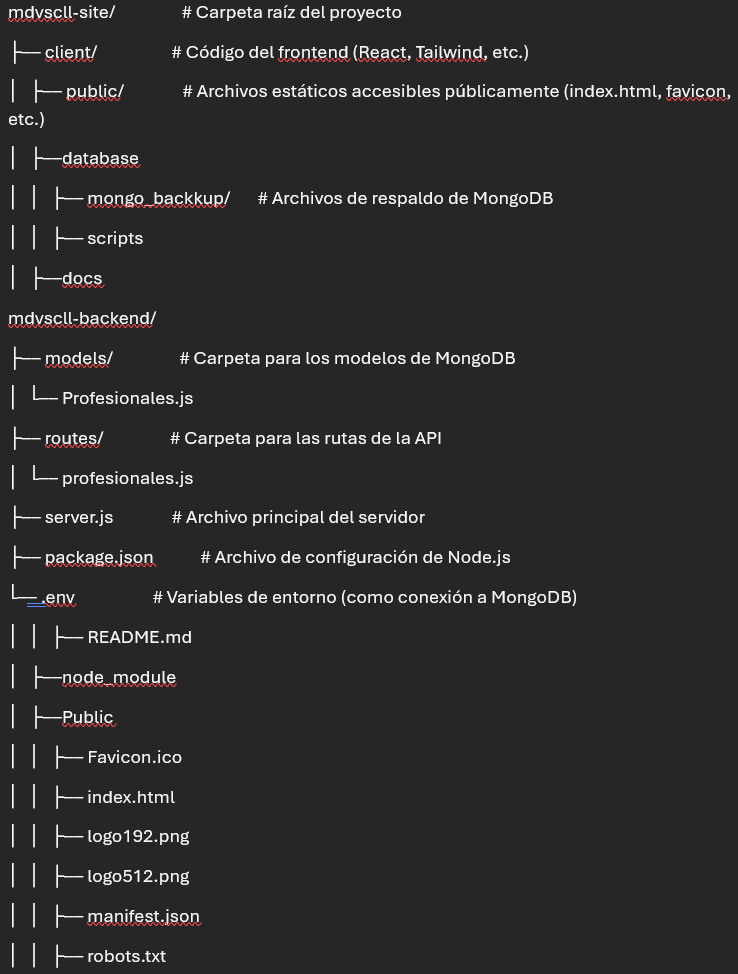 mdvscll-site/ # Carpeta raíz del proyecto
├── client/ # Código del frontend (React, Tailwind, etc.)
│ ├── public/ # Archivos estáticos accesibles públicamente (index.html, favicon,
etc.)
│ ├──database
│ │ ├── mongo_backkup/ # Archivos de respaldo de MongoDB
│ │ ├── scripts
│ ├──docs
mdvscll-backend/
├── models/ # Carpeta para los modelos de MongoDB
│ └── Profesionales.js
├── routes/ # Carpeta para las rutas de la API
│ └── profesionales.js
├── server.js # Archivo principal del servidor
├── package.json # Archivo de configuración de Node.js
└── .env # Variables de entorno (como conexión a MongoDB)
│ │ ├── README.md
│ ├──node_module
│ ├──Public
│ │ ├── Favicon.ico
│ │ ├── index.html
│ │ ├── logo192.png
│ │ ├── logo512.png
│ │ ├── manifest.json
│ │ ├── robots.txt